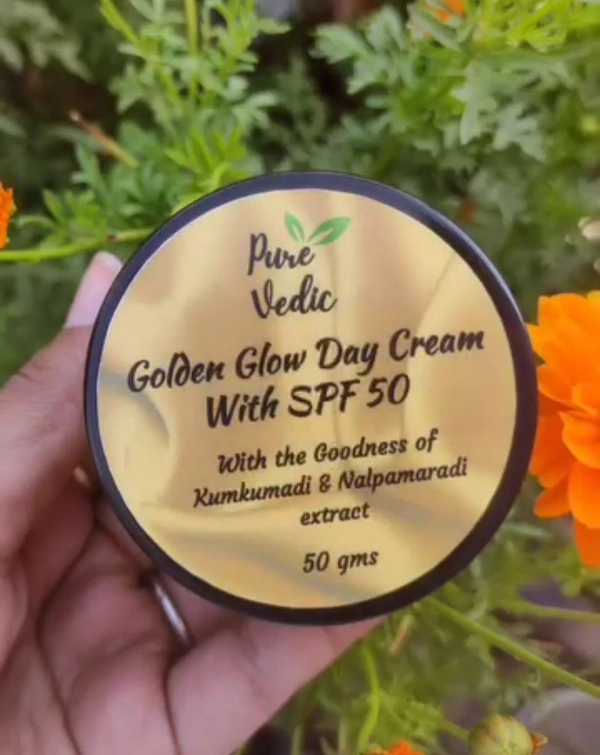 Pure
Vedic
Golden Glow Day Cream
With SPF 50
With the Goodness of
Kumkumadi & Nalpamaradi
extract
50 gms